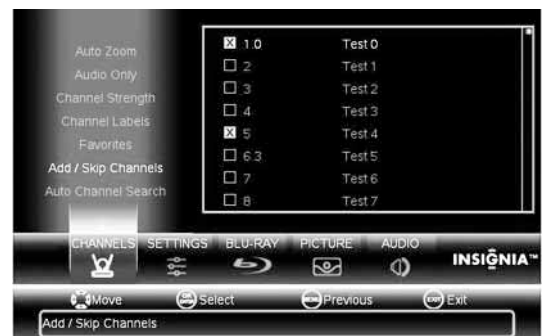 Auto Zoom
Audio Only
Channel Strength
Channel Labels
Favorites
Add / Skip Channels
Auto Channel Search
X 1.0 Test 0
2 Test 1
3 Test 2
4 Test 3
X 5 Test 4
6.3 Test 5
7 Test 6
8 Test 7
CHANNELS SETTINGS BLU-RAY PICTURE AUDIO
INSIGNIA™
Move Select MENU Previous EXIT Exit
Add / Skip Channels